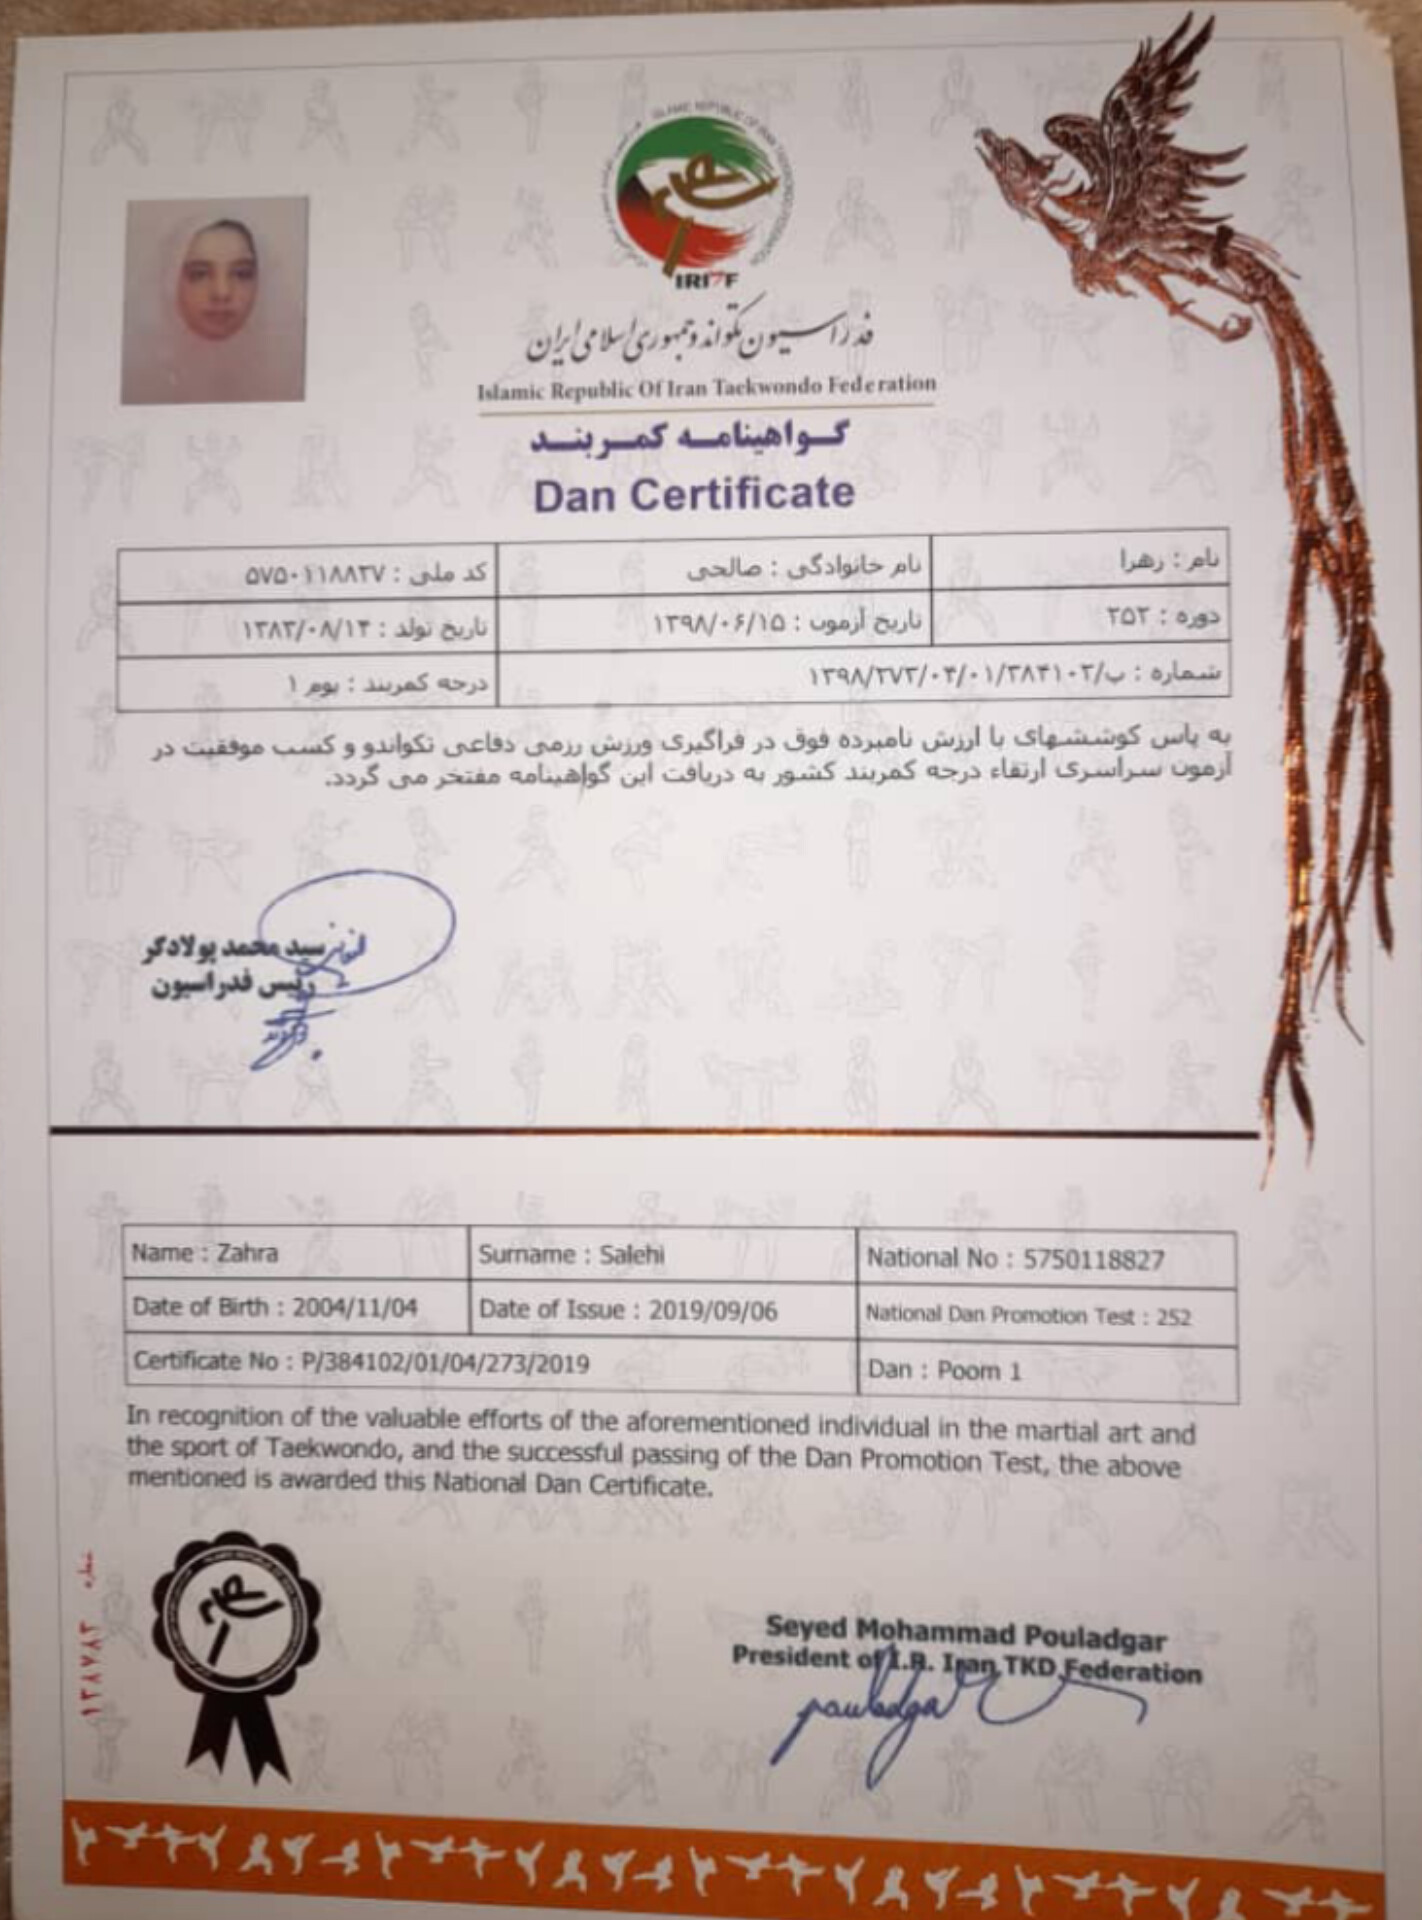 ISLAMIC REPUBLIC OF IRAN TAEKWONDO FEDERATION
IRITF
فدراسیون تکواندو جمهوری اسلامی ایران
Islamic Republic Of Iran Taekwondo Federation
گواهینامه کمربند
Dan Certificate
نام : زهرا نام خانوادگی : صالحی کد ملی : ۵۷۵۰۱۱۸۸۲۷
دوره : ۲۵۲ تاریخ آزمون : ۱۳۹۸/۰۶/۱۵ تاریخ تولد : ۱۳۸۳/۰۸/۱۴
شماره : پ/۱۳۹۸/۲۷۳/۰۴/۰۱/۳۸۴۱۰۲ درجه کمربند : پوم ۱
به پاس کوششهای با ارزش نامبرده فوق در فراگیری ورزش رزمی دفاعی تکواندو و کسب موفقیت در
آزمون سراسری ارتقاء درجه کمربند کشور به دریافت این گواهینامه مفتخر می گردد.
سید محمد پولادگر
رئیس فدراسیون
Name : Zahra Surname : Salehi National No : 5750118827
Date of Birth : 2004/11/04 Date of Issue : 2019/09/06 National Dan Promotion Test : 252
Certificate No : P/384102/01/04/273/2019 Dan : Poom 1
In recognition of the valuable efforts of the aforementioned individual in the martial art and
the sport of Taekwondo, and the successful passing of the Dan Promotion Test, the above
mentioned is awarded this National Dan Certificate.
شماره
Seyed Mohammad Pouladgar
President of I.R. Iran TKD Federation
pouladgar